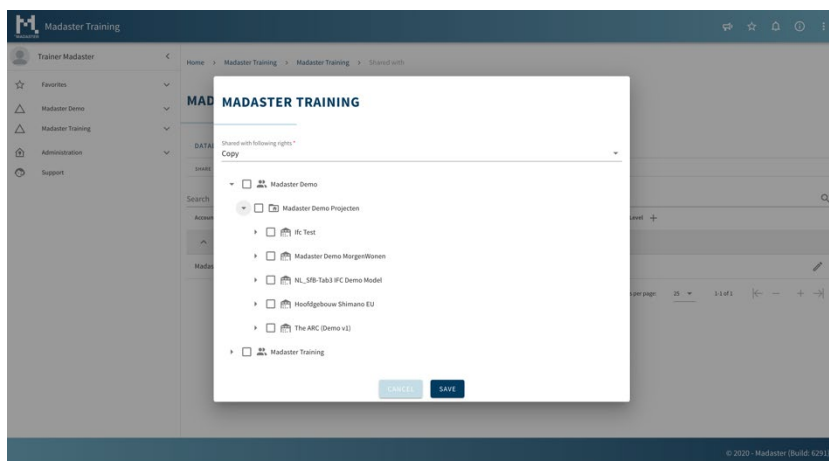 MADASTER
Madaster Training
Trainer Madaster
Favorites
Madaster Demo
Madaster Training
Administration
Support
Home > Madaster Training > Madaster Training > Shared with
MAD
DATA
SHARE
Search
Account
Level +
Madas
s per page: 25 1-1 of 1
MADASTER TRAINING
Shared with following rights *
Copy
Madaster Demo
Madaster Demo Projecten
Ifc Test
Madaster Demo MorgenWonen
NL_SfB-Tab3 IFC Demo Model
Hoofdgebouw Shimano EU
The ARC (Demo v1)
Madaster Training
CANCEL SAVE
© 2020 - Madaster (Build: 6291